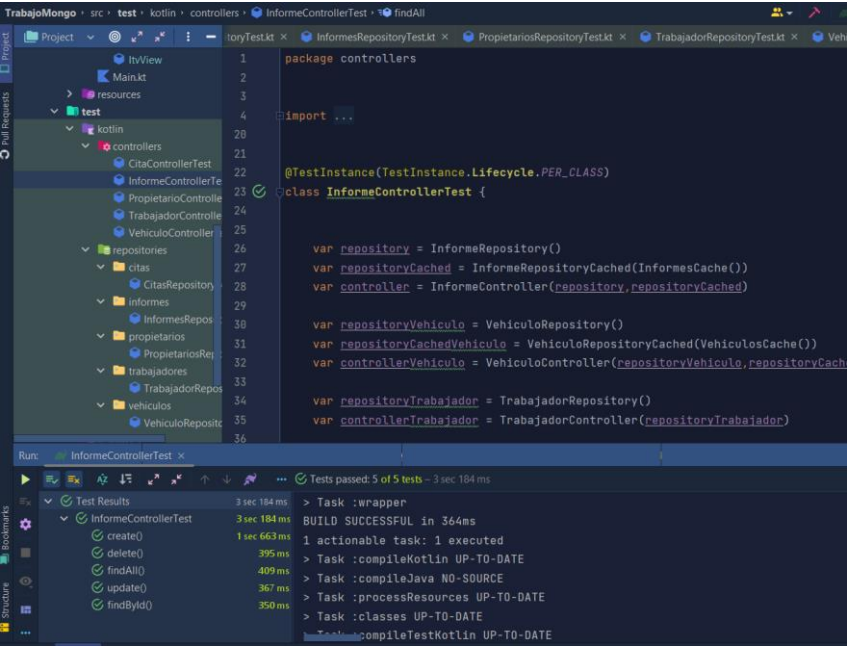 TrabajoMongo › src › test › kotlin › controllers › InformeControllerTest › findAll
Project
toryTest.kt × InformesRepositoryTest.kt × PropietariosRepositoryTest.kt × TrabajadorRepositoryTest.kt ×
Project
Pull Requests
Bookmarks
Structure
ItvView
Main.kt
resources
test
kotlin
controllers
CitaControllerTest
InformeControllerTe
PropietarioControlle
TrabajadorControlle
VehiculoController
repositories
citas
CitasRepository
informes
InformesReposi
propietarios
PropietariosRep
trabajadores
TrabajadorRepos
vehiculos
VehiculoReposito
1 package controllers
2
3
4 import ...
20
21
22 @TestInstance(TestInstance.Lifecycle.PER_CLASS)
23 class InformeControllerTest {
24
25
26 var repository = InformeRepository()
27 var repositoryCached = InformeRepositoryCached(InformesCache())
28 var controller = InformeController(repository,repositoryCached)
29
30 var repositoryVehiculo = VehiculoRepository()
31 var repositoryCachedVehiculo = VehiculoRepositoryCached(VehiculosCache())
32 var controllerVehiculo = VehiculoController(repositoryVehiculo,repositoryCache
33
34 var repositoryTrabajador = TrabajadorRepository()
35 var controllerTrabajador = TrabajadorController(repositoryTrabajador)
36
Run: InformeControllerTest ×
Tests passed: 5 of 5 tests – 3 sec 184 ms
Test Results 3 sec 184 ms
InformeControllerTest 3 sec 184 ms
create() 1 sec 663 ms
delete() 395 ms
findAll() 409 ms
update() 367 ms
findById() 350 ms
> Task :wrapper
BUILD SUCCESSFUL in 364ms
1 actionable task: 1 executed
> Task :compileKotlin UP-TO-DATE
> Task :compileJava NO-SOURCE
> Task :processResources UP-TO-DATE
> Task :classes UP-TO-DATE
> Task :compileTestKotlin UP-TO-DATE